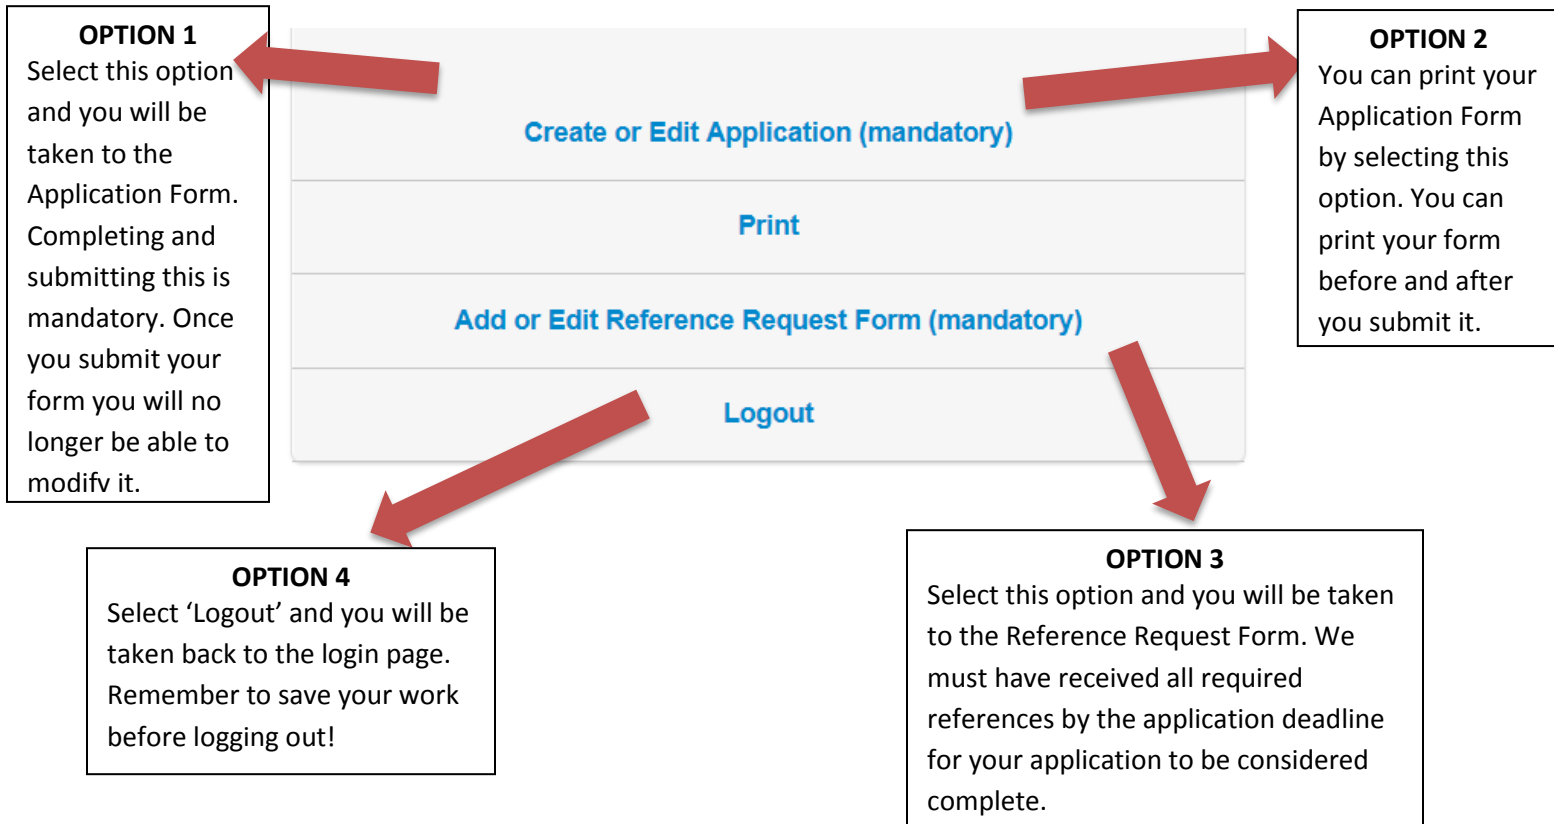 OPTION 1
Select this option
and you will be
taken to the
Application Form.
Completing and
submitting this is
mandatory. Once
you submit your
form you will no
longer be able to
modify it.
Create or Edit Application (mandatory)
Print
Add or Edit Reference Request Form (mandatory)
Logout
OPTION 2
You can print your
Application Form
by selecting this
option. You can
print your form
before and after
you submit it.
OPTION 4
Select ‘Logout’ and you will be
taken back to the login page.
Remember to save your work
before logging out!
OPTION 3
Select this option and you will be taken
to the Reference Request Form. We
must have received all required
references by the application deadline
for your application to be considered
complete.